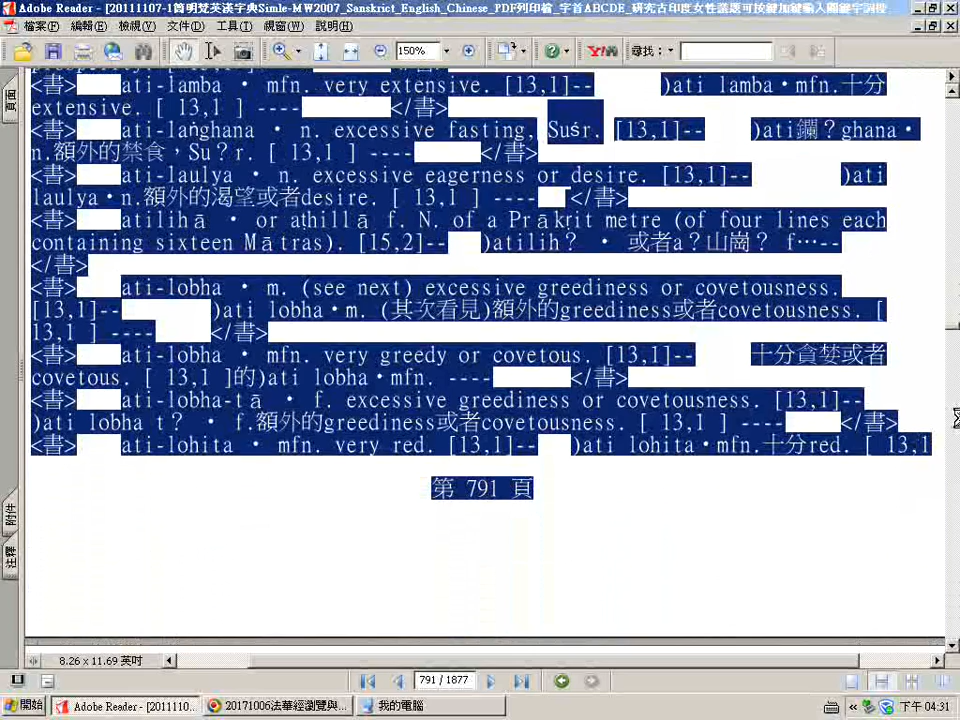 Adobe Reader - [20111107-1簡明梵英漢字典Simle-MW2007_Sanskrict_English_Chinese_PDF列印檔_字首ABCDE_研究古印度女性議題可按鍵加鍵輸入關鍵字詞搜
檔案(F) 編輯(E) 檢視(V) 文件(D) 工具(T) 視窗(W) 說明(H)
150% 尋找:
頁面
<書> ati-lamba ‧ mfn. very extensive. [13,1]-- )ati lamba‧mfn.十分
extensive. [ 13,1 ] ---- </書>
<書> ati-laṅghana ‧ n. excessive fasting, Suśr. [13,1]-- )ati鑭？ghana‧
n.額外的禁食，Su？r. [ 13,1 ] ---- </書>
<書> ati-laulya ‧ n. excessive eagerness or desire. [13,1]-- )ati
laulya‧n.額外的渴望或者desire. [ 13,1 ] ---- </書>
<書> atilihā ‧ or aṭhillā f. N. of a Prākṛit metre (of four lines each
containing sixteen Mātras). [15,2]-- )atilih？ ‧ 或者a？山崗？ f…--
</書>
<書> ati-lobha ‧ m. (see next) excessive greediness or covetousness.
[13,1]-- )ati lobha‧m. (其次看見)額外的greediness或者covetousness. [
13,1 ] ---- </書>
<書> ati-lobha ‧ mfn. very greedy or covetous. [13,1]-- 十分貪婪或者
covetous. [ 13,1 ]的)ati lobha‧mfn. ---- </書>
<書> ati-lobha-tā ‧ f. excessive greediness or covetousness. [13,1]--
)ati lobha t？ ‧ f.額外的greediness或者covetousness. [ 13,1 ] ---- </書>
<書> ati-lohita ‧ mfn. very red. [13,1]-- )ati lohita‧mfn.十分red. [ 13,1
第 791 頁
附件
注釋
8.26 x 11.69 英吋
791 / 1877
開始 Adobe Reader - [2011110... 20171006法華經瀏覽與... 我的電腦 下午 04:31